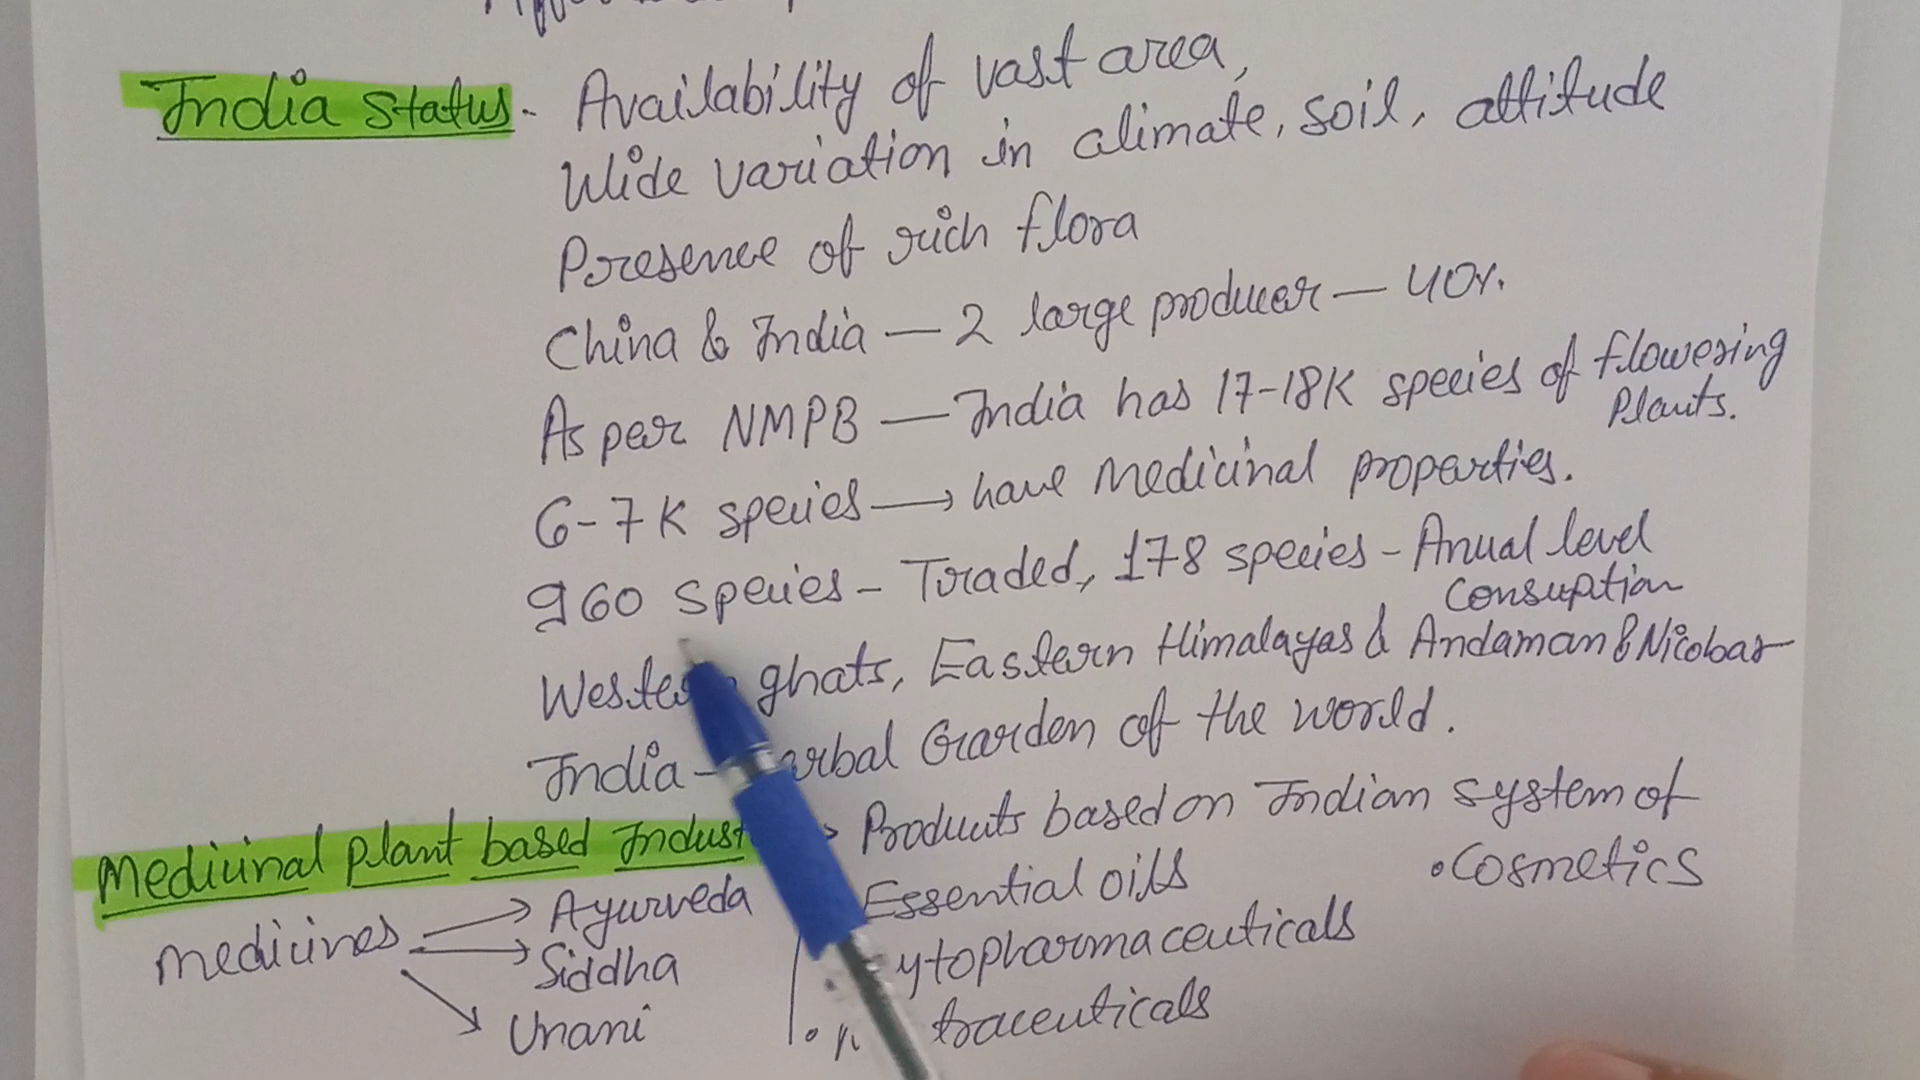 India Status - Availability of vast area,
Wide variation in climate, soil, altitude
Presence of rich flora
China & India — 2 large producer — 40%.
As per NMPB — India has 17-18K species of flowering
Plants.
6-7K species → have medicinal properties.
960 species - Traded, 178 species - Anual level
Consuption
Western ghats, Eastern Himalayas & Andaman & Nicobar
India - Garden of the world.
Medicinal plant based Products based on Indian system of
Essential oils • Cosmetics
medicines → Ayurveda
→ Siddha
→ Unani